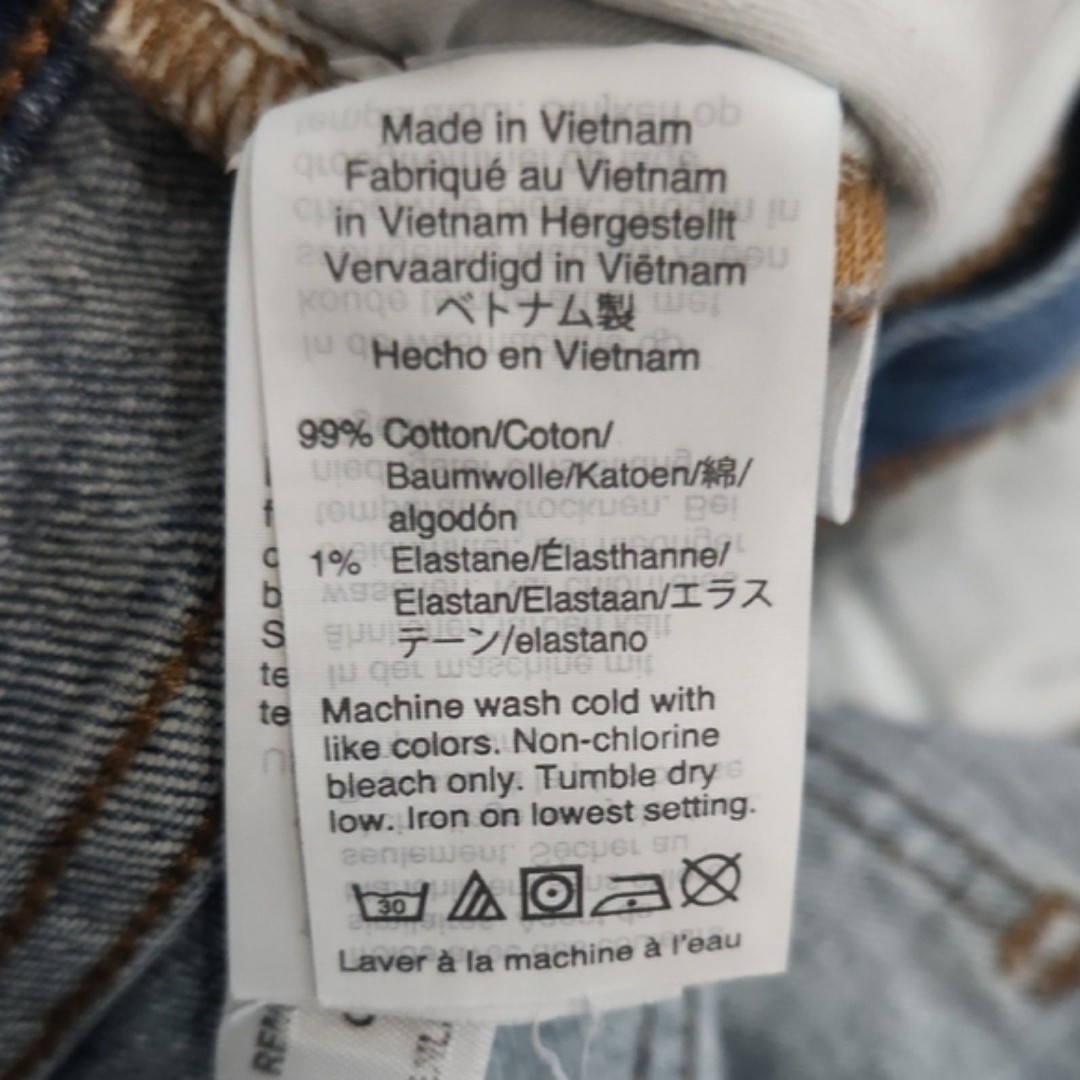 Made in Vietnam
Fabriqué au Vietnam
in Vietnam Hergestellt
Vervaardigd in Viëtnam
ベトナム製
Hecho en Vietnam
99% Cotton/Coton/
Baumwolle/Katoen/綿/
algodón
1% Elastane/Élasthanne/
Elastan/Elastaan/エラス
テーン/elastano
Machine wash cold with
like colors. Non-chlorine
bleach only. Tumble dry
low. Iron on lowest setting.
30
Laver à la machine à l'eau